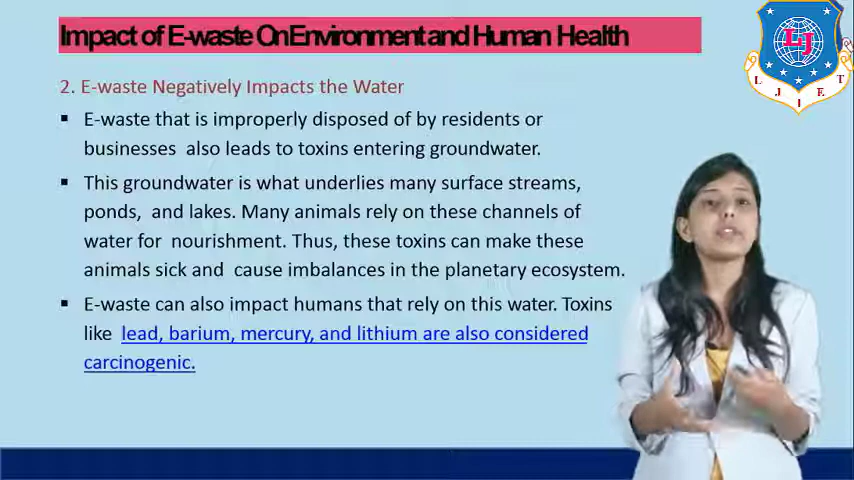 Impact of E-waste On Environment and Human Health
2. E-waste Negatively Impacts the Water
▪ E-waste that is improperly disposed of by residents or
businesses also leads to toxins entering groundwater.
▪ This groundwater is what underlies many surface streams,
ponds, and lakes. Many animals rely on these channels of
water for nourishment. Thus, these toxins can make these
animals sick and cause imbalances in the planetary ecosystem.
▪ E-waste can also impact humans that rely on this water. Toxins
like lead, barium, mercury, and lithium are also considered
carcinogenic.
LJ
L J I E T